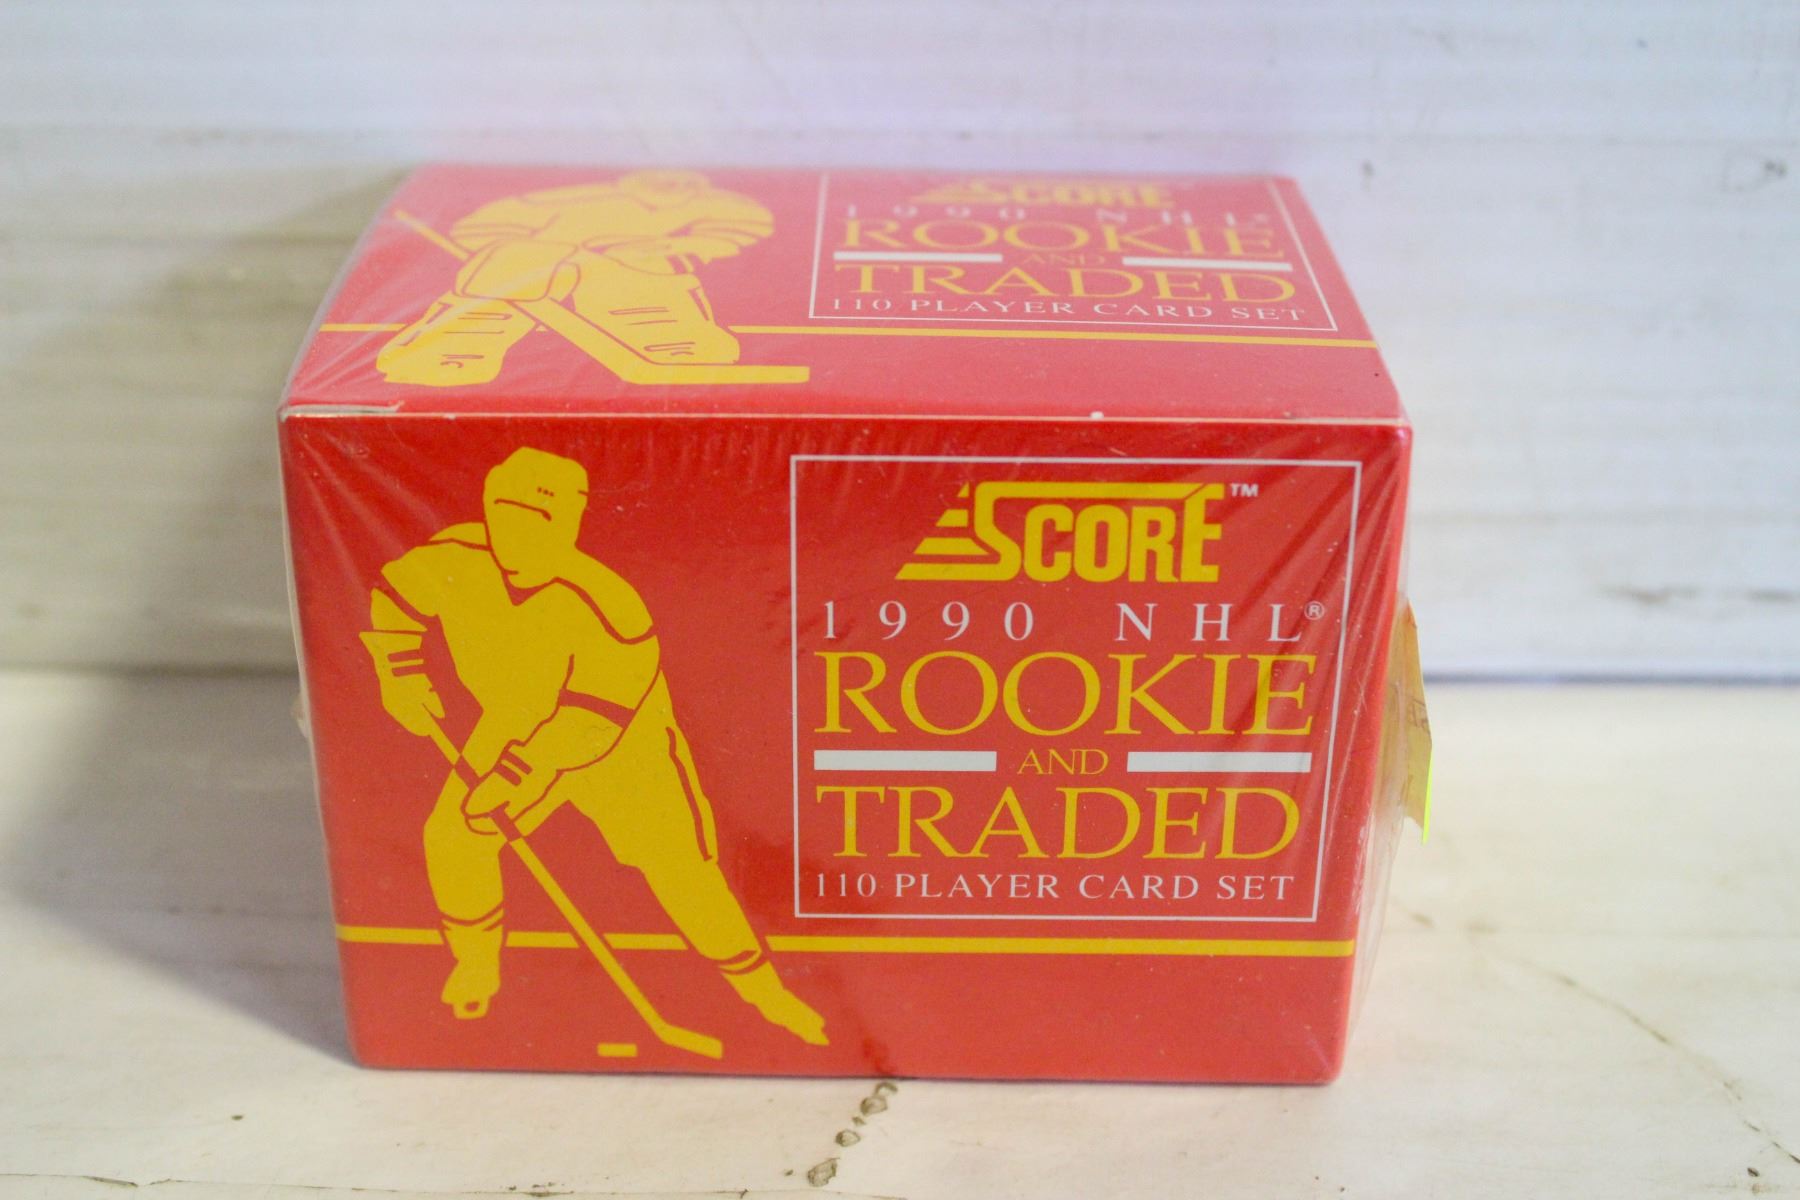 SCORE
1990 NHL®
ROOKIE
AND
TRADED
110 PLAYER CARD SET
SCORE™
1990 NHL®
ROOKIE
AND
TRADED
110 PLAYER CARD SET